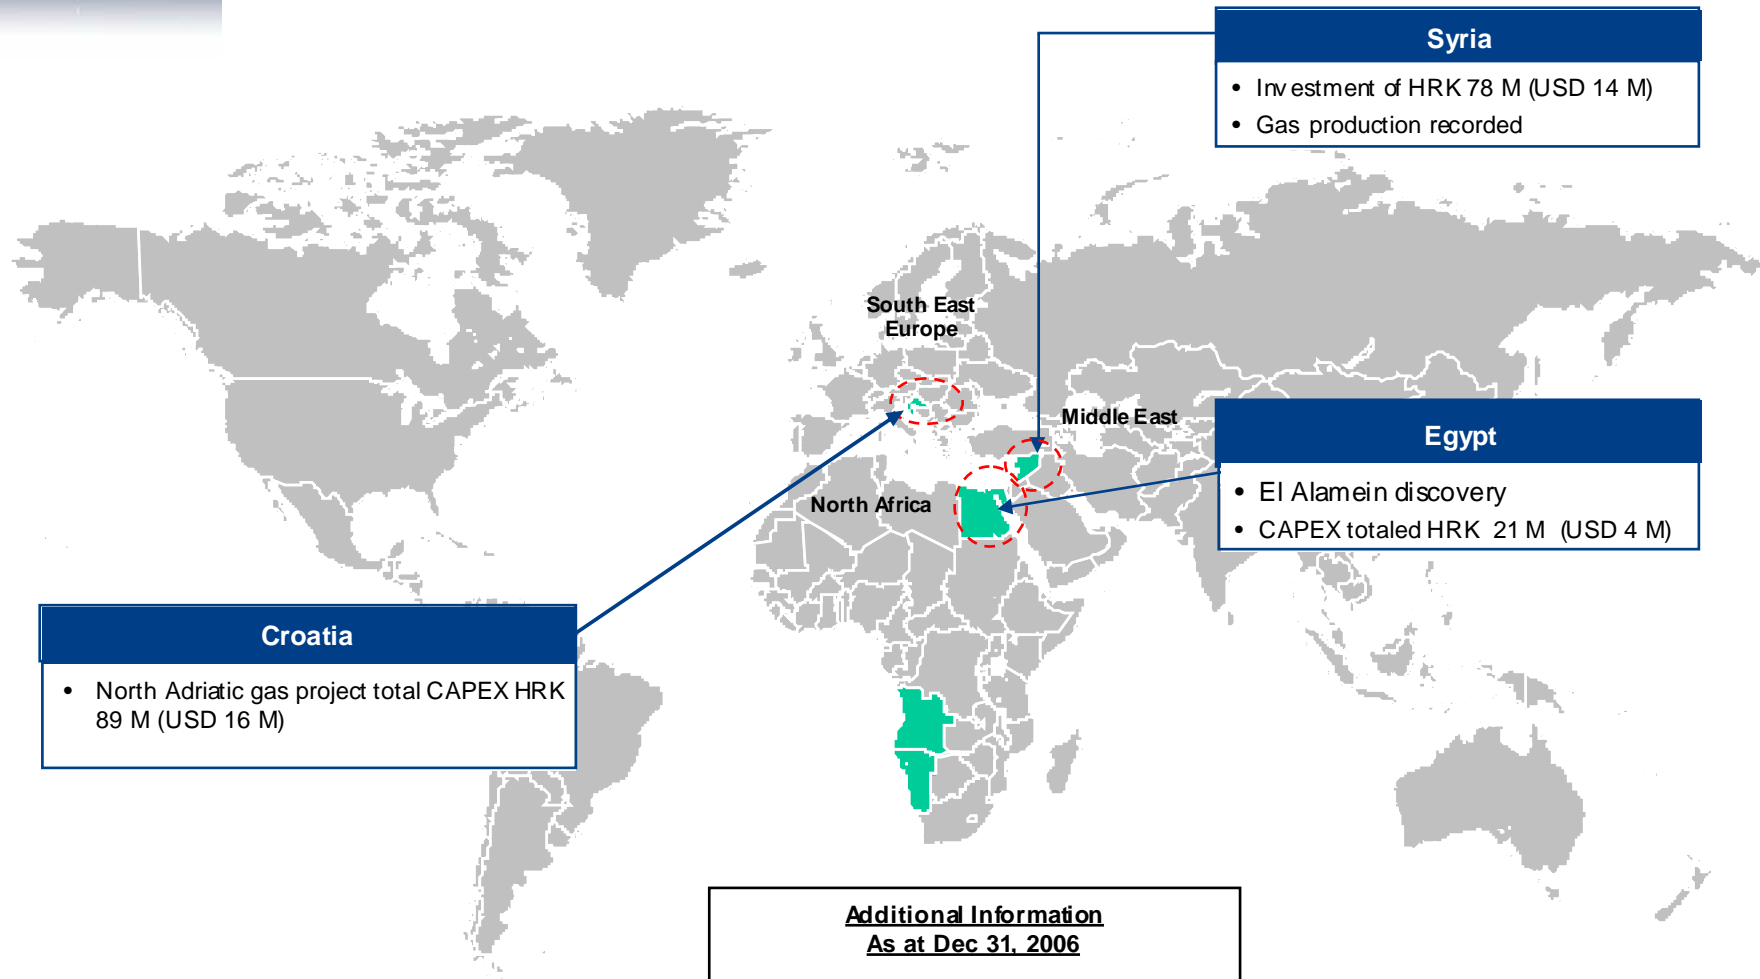 Syria
• Investment of HRK 78 M (USD 14 M)
• Gas production recorded
South East
Europe
Middle East
Egypt
• El Alamein discovery
• CAPEX totaled HRK 21 M (USD 4 M)
North Africa
Croatia
• North Adriatic gas project total CAPEX HRK
89 M (USD 16 M)
Additional Information
As at Dec 31, 2006